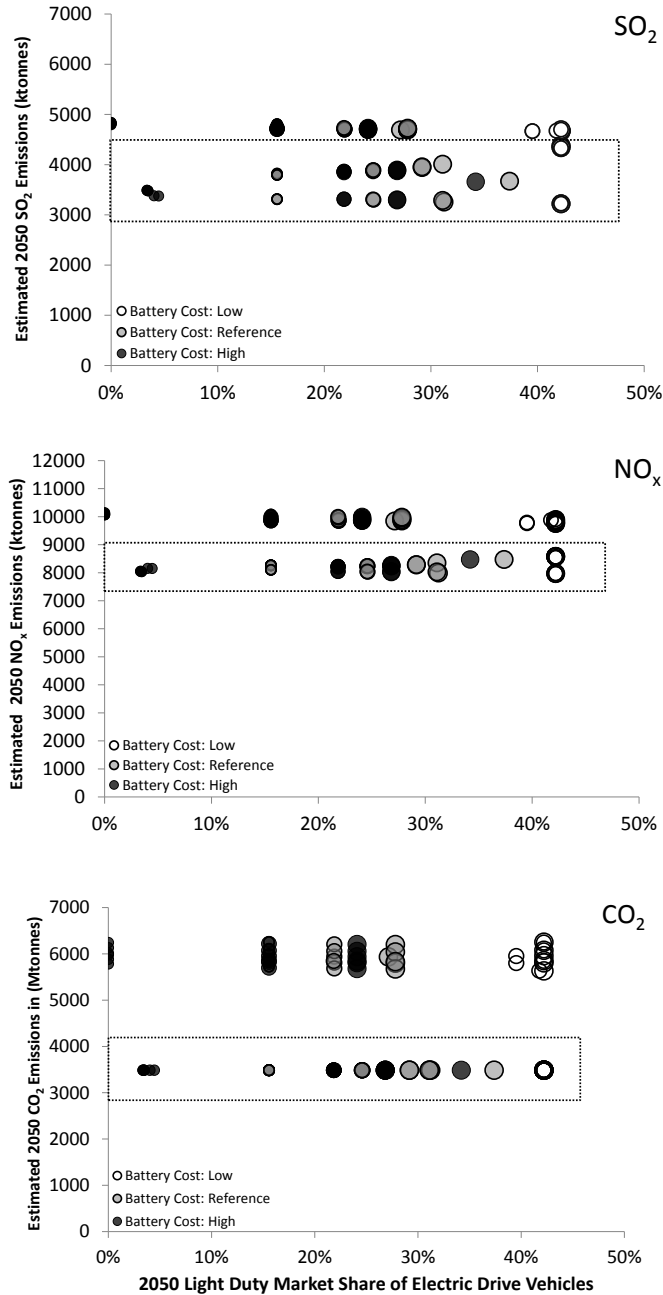 SO2
Estimated 2050 SO2 Emissions (ktonnes)
7000
6000
5000
4000
3000
2000
1000
0
Battery Cost: Low
Battery Cost: Reference
Battery Cost: High
0% 10% 20% 30% 40% 50%
NOx
Estimated 2050 NOx Emissions (ktonnes)
12000
11000
10000
9000
8000
7000
6000
5000
4000
3000
2000
1000
0
Battery Cost: Low
Battery Cost: Reference
Battery Cost: High
0% 10% 20% 30% 40% 50%
CO2
Estimated 2050 CO2 Emissions in (Mtonnes)
7000
6000
5000
4000
3000
2000
1000
0
Battery Cost: Low
Battery Cost: Reference
Battery Cost: High
0% 10% 20% 30% 40% 50%
2050 Light Duty Market Share of Electric Drive Vehicles